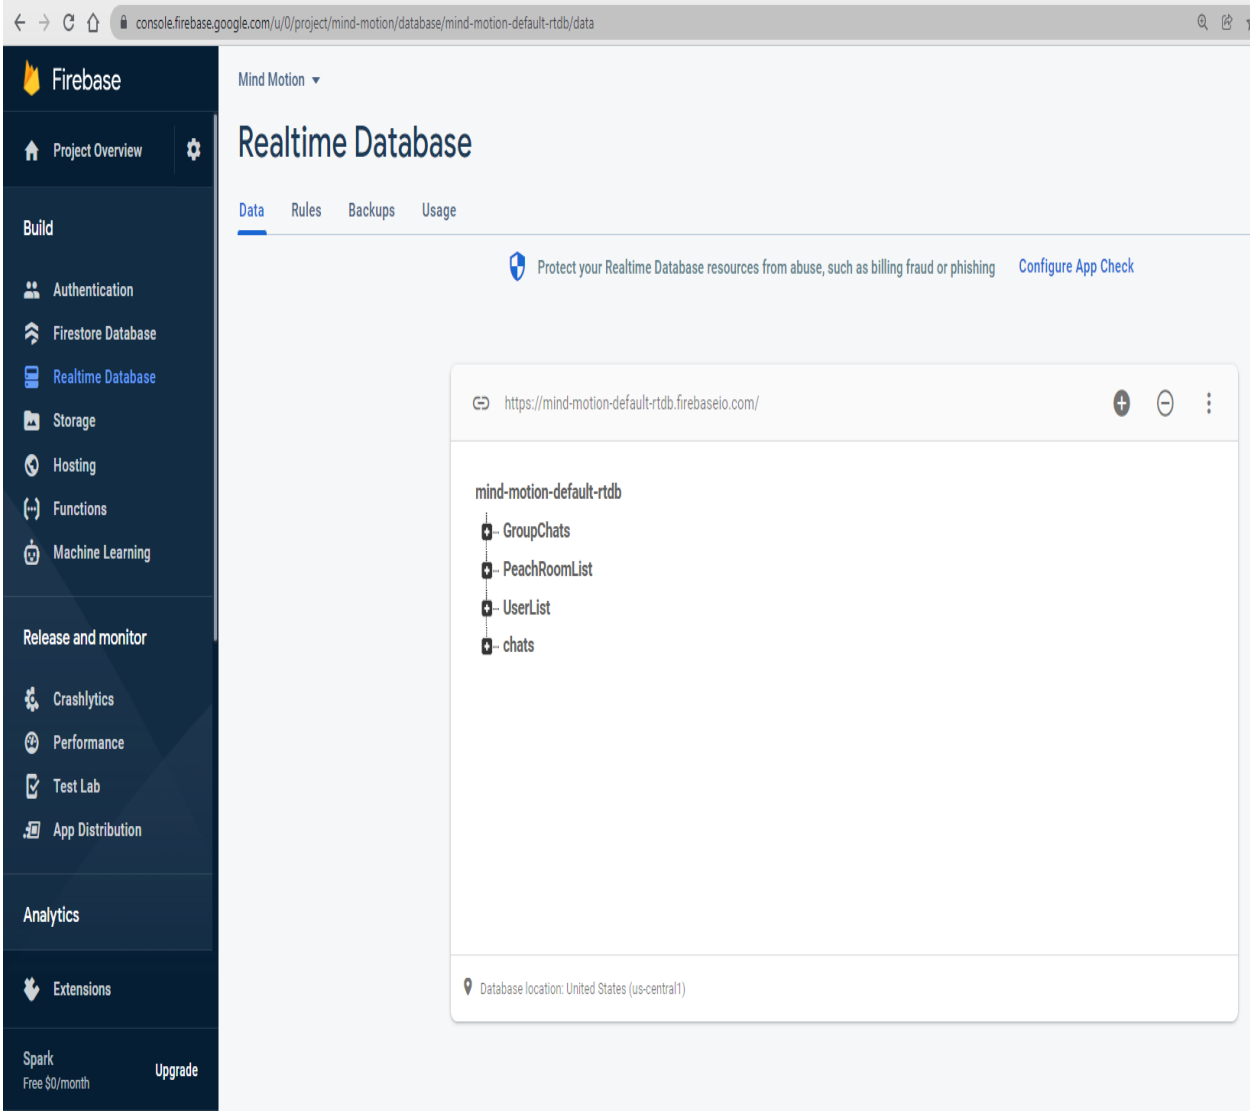 console.firebase.google.com/u/0/project/mind-motion/database/mind-motion-default-rtdb/data
Firebase
Project Overview
Build
Authentication
Firestore Database
Realtime Database
Storage
Hosting
Functions
Machine Learning
Release and monitor
Crashlytics
Performance
Test Lab
App Distribution
Analytics
Extensions
Spark
Free $0/month
Upgrade
Mind Motion
Realtime Database
Data Rules Backups Usage
Protect your Realtime Database resources from abuse, such as billing fraud or phishing Configure App Check
https://mind-motion-default-rtdb.firebaseio.com/
mind-motion-default-rtdb
GroupChats
PeachRoomList
UserList
chats
Database location: United States (us-central1)